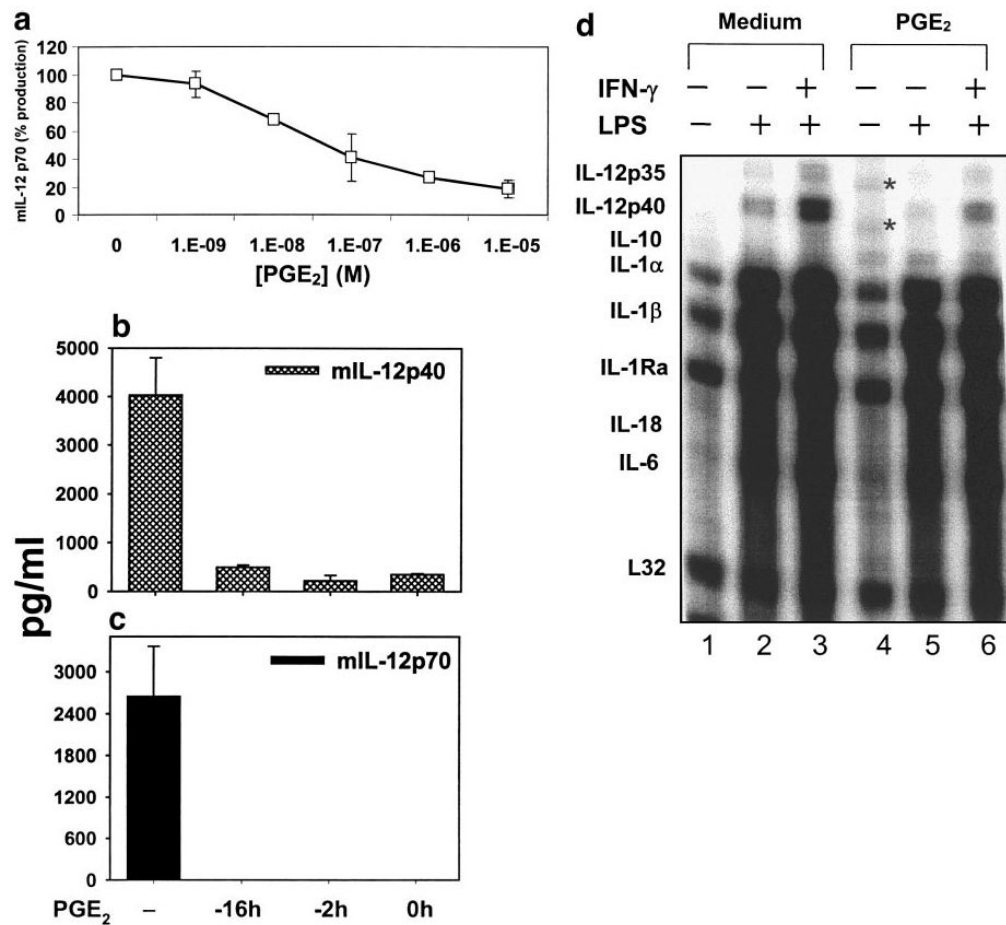 a
mIL-12 p70 (% production)
120
100
80
60
40
20
0
0 1.E-09 1.E-08 1.E-07 1.E-06 1.E-05
[PGE₂] (M)
b
mIL-12p40
5000
4000
3000
2000
1000
0
pg/ml
c
mIL-12p70
3000
2400
1800
1200
600
0
PGE₂ – -16h -2h 0h
d
Medium PGE₂
IFN-γ – – + – – +
LPS – + + – + +
IL-12p35
*
IL-12p40
*
IL-10
IL-1α
IL-1β
IL-1Ra
IL-18
IL-6
L32
1 2 3 4 5 6